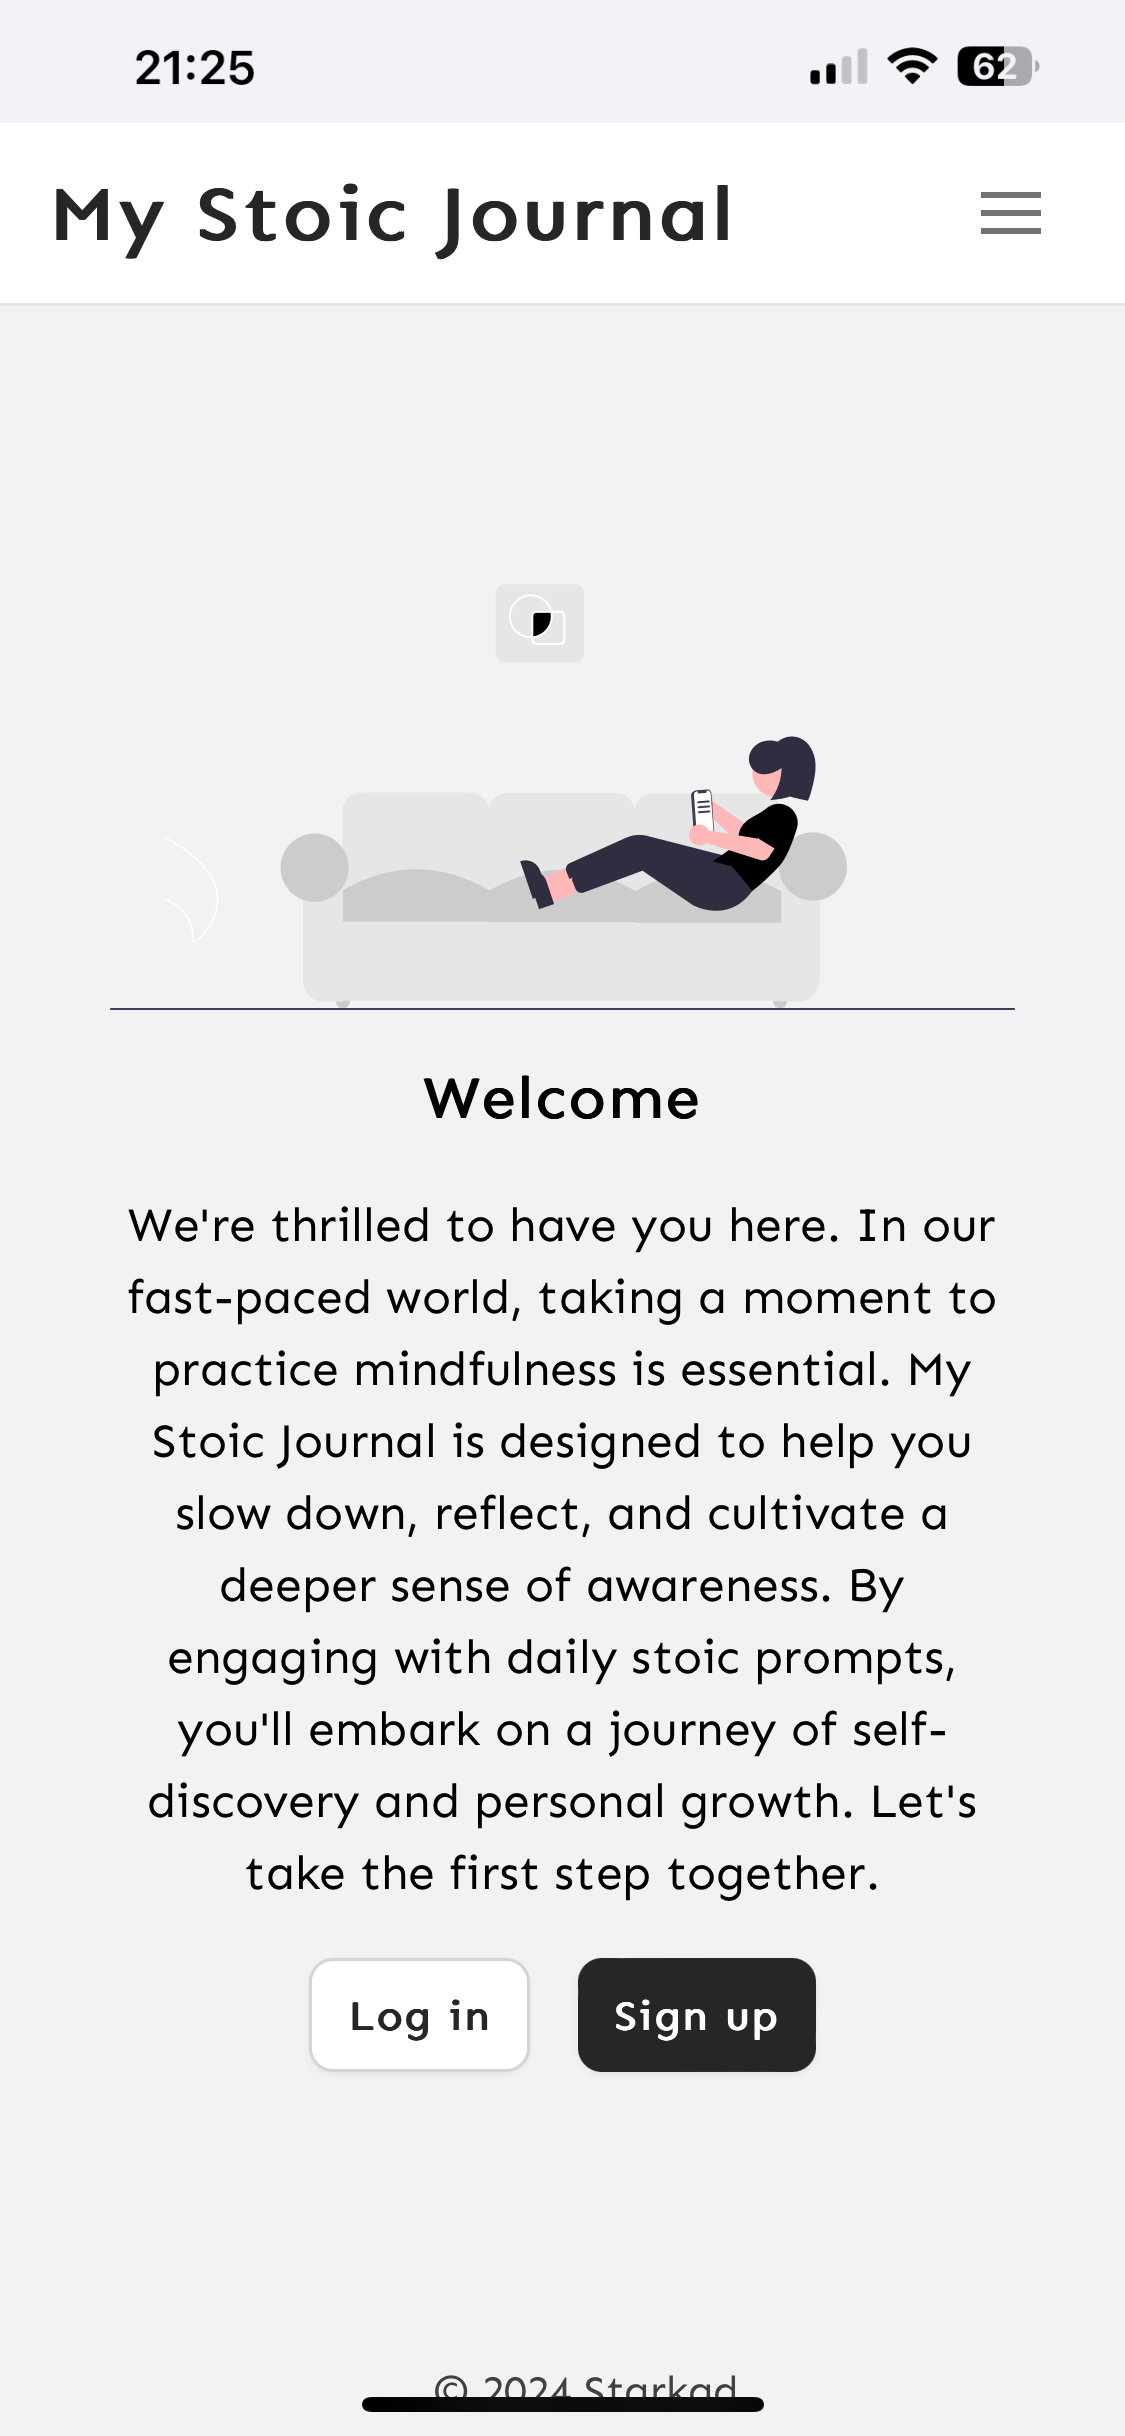 21:25
62
My Stoic Journal
Welcome
We're thrilled to have you here. In our
fast-paced world, taking a moment to
practice mindfulness is essential. My
Stoic Journal is designed to help you
slow down, reflect, and cultivate a
deeper sense of awareness. By
engaging with daily stoic prompts,
you'll embark on a journey of self-
discovery and personal growth. Let's
take the first step together.
Log in
Sign up
© 2024 Starkad